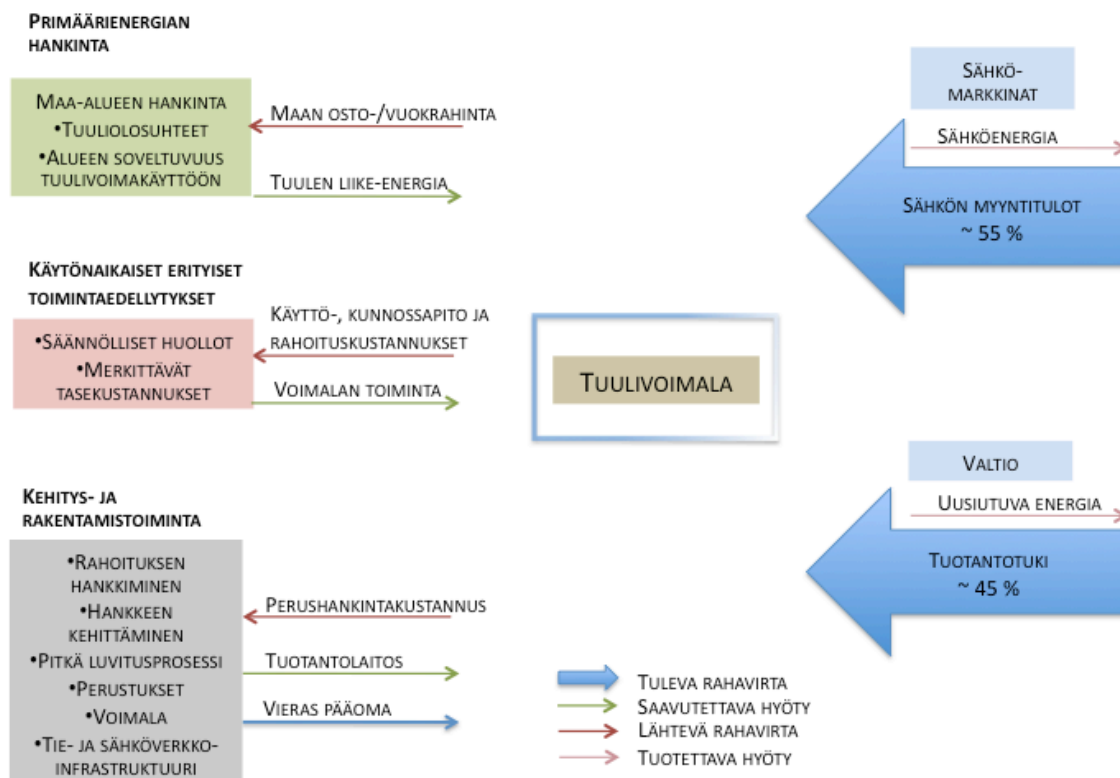 PRIMÄÄRIENERGIAN
HANKINTA
MAA-ALUEEN HANKINTA
•TUULIOLOSUHTEET
•ALUEEN SOVELTUVUUS
TUULIVOIMAKÄYTTÖÖN
MAAN OSTO-/VUOKRAHINTA
TUULEN LIIKE-ENERGIA
KÄYTÖNAIKAISET ERITYISET
TOIMINTAEDELLYTYKSET
•SÄÄNNÖLLISET HUOLLOT
•MERKITTÄVÄT
TASEKUSTANNUKSET
KÄYTTÖ-, KUNNOSSAPITO JA
RAHOITUSKUSTANNUKSET
VOIMALAN TOIMINTA
KEHITYS- JA
RAKENTAMISTOIMINTA
•RAHOITUKSEN
HANKKIMINEN
•HANKKEEN
KEHITTÄMINEN
•PITKÄ LUVITUSPROSESSI
•PERUSTUKSET
•VOIMALA
•TIE- JA SÄHKÖVERKKO-
INFRASTRUKTUURI
PERUSHANKINTAKUSTANNUS
TUOTANTOLAITOS
VIERAS PÄÄOMA
TUULIVOIMALA
SÄHKÖ-
MARKKINAT
SÄHKÖENERGIA
SÄHKÖN MYYNTITULOT
~ 55 %
VALTIO
UUSIUTUVA ENERGIA
TUOTANTOTUKI
~ 45 %
TULEVA RAHAVIRTA
SAAVUTETTAVA HYÖTY
LÄHTEVÄ RAHAVIRTA
TUOTETTAVA HYÖTY